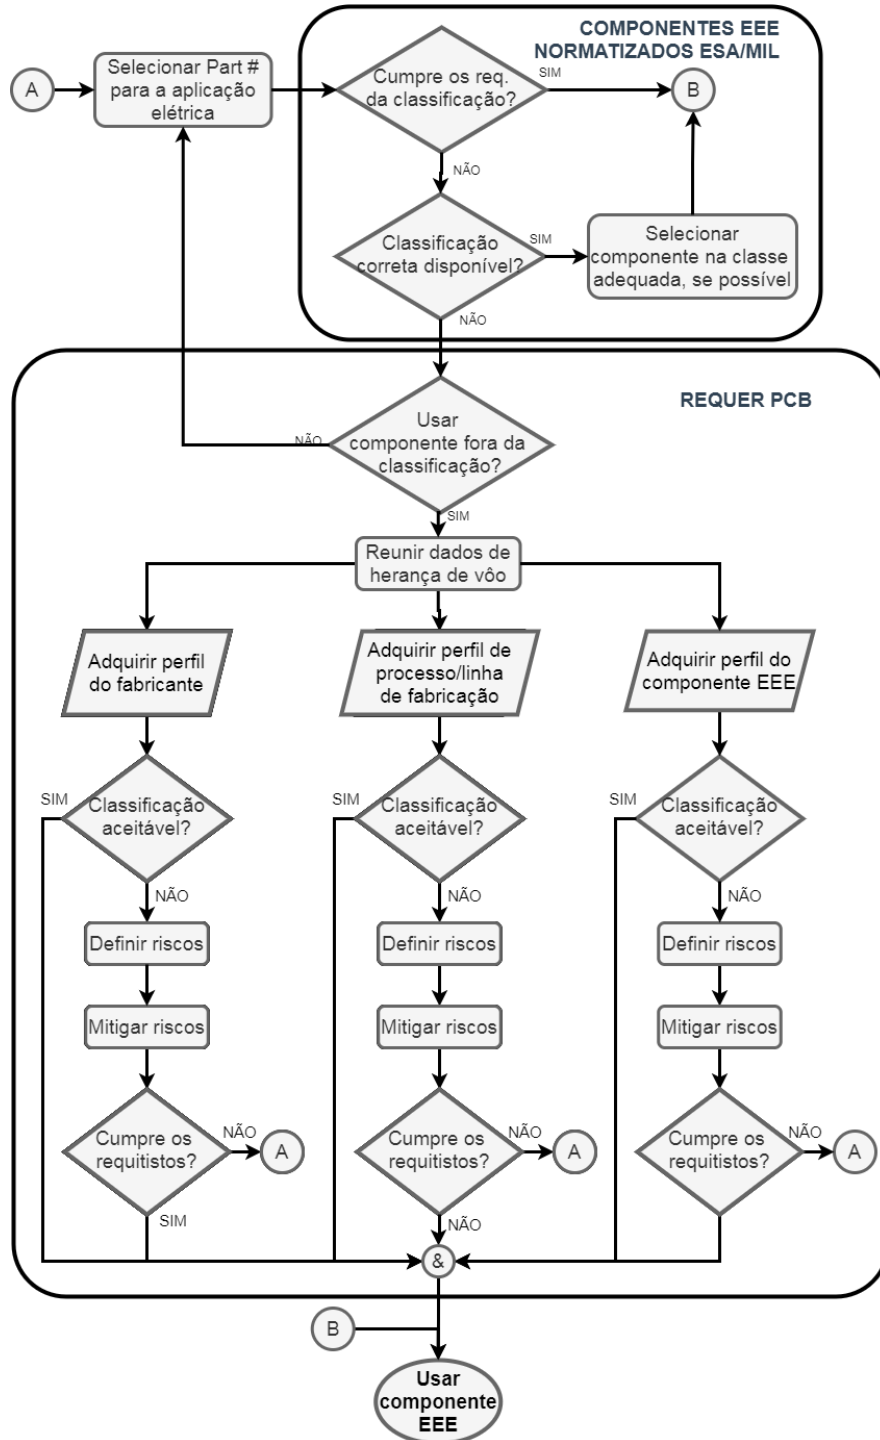 COMPONENTES EEE
NORMATIZADOS ESA/MIL
A
Selecionar Part #
para a aplicação
elétrica
Cumpre os req.
da classificação?
SIM
B
NÃO
Classificação
correta disponível?
SIM
Selecionar
componente na classe
adequada, se possível
NÃO
REQUER PCB
Usar
componente fora da
classificação?
NÃO
SIM
Reunir dados de
herança de vôo
Adquirir perfil
do fabricante
Adquirir perfil de
processo/linha
de fabricação
Adquirir perfil do
componente EEE
SIM
Classificação
aceitável?
SIM
Classificação
aceitável?
SIM
Classificação
aceitável?
NÃO
NÃO
NÃO
Definir riscos
Definir riscos
Definir riscos
Mitigar riscos
Mitigar riscos
Mitigar riscos
Cumpre os
requitistos?
NÃO
A
Cumpre os
requitistos?
NÃO
A
Cumpre os
requitistos?
NÃO
A
SIM
NÃO
&
B
Usar
componente
EEE